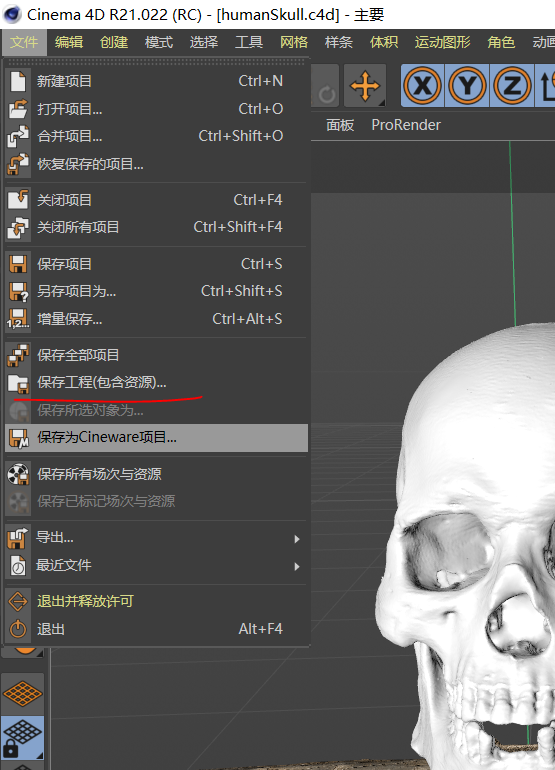 Cinema 4D R21.022 (RC) - [humanSkull.c4d] - 主要
文件 编辑 创建 模式 选择 工具 网格 样条 体积 运动图形 角色 动画
新建项目 Ctrl+N
打开项目... Ctrl+O
合并项目... Ctrl+Shift+O
恢复保存的项目...
关闭项目 Ctrl+F4
关闭所有项目 Ctrl+Shift+F4
保存项目 Ctrl+S
另存项目为... Ctrl+Shift+S
增量保存... Ctrl+Alt+S
保存全部项目
保存工程(包含资源)...
保存所选对象为...
保存为Cineware项目...
保存所有场次与资源
保存已标记场次与资源
导出...
最近文件
退出并释放许可
退出 Alt+F4
X Y Z
面板 ProRender